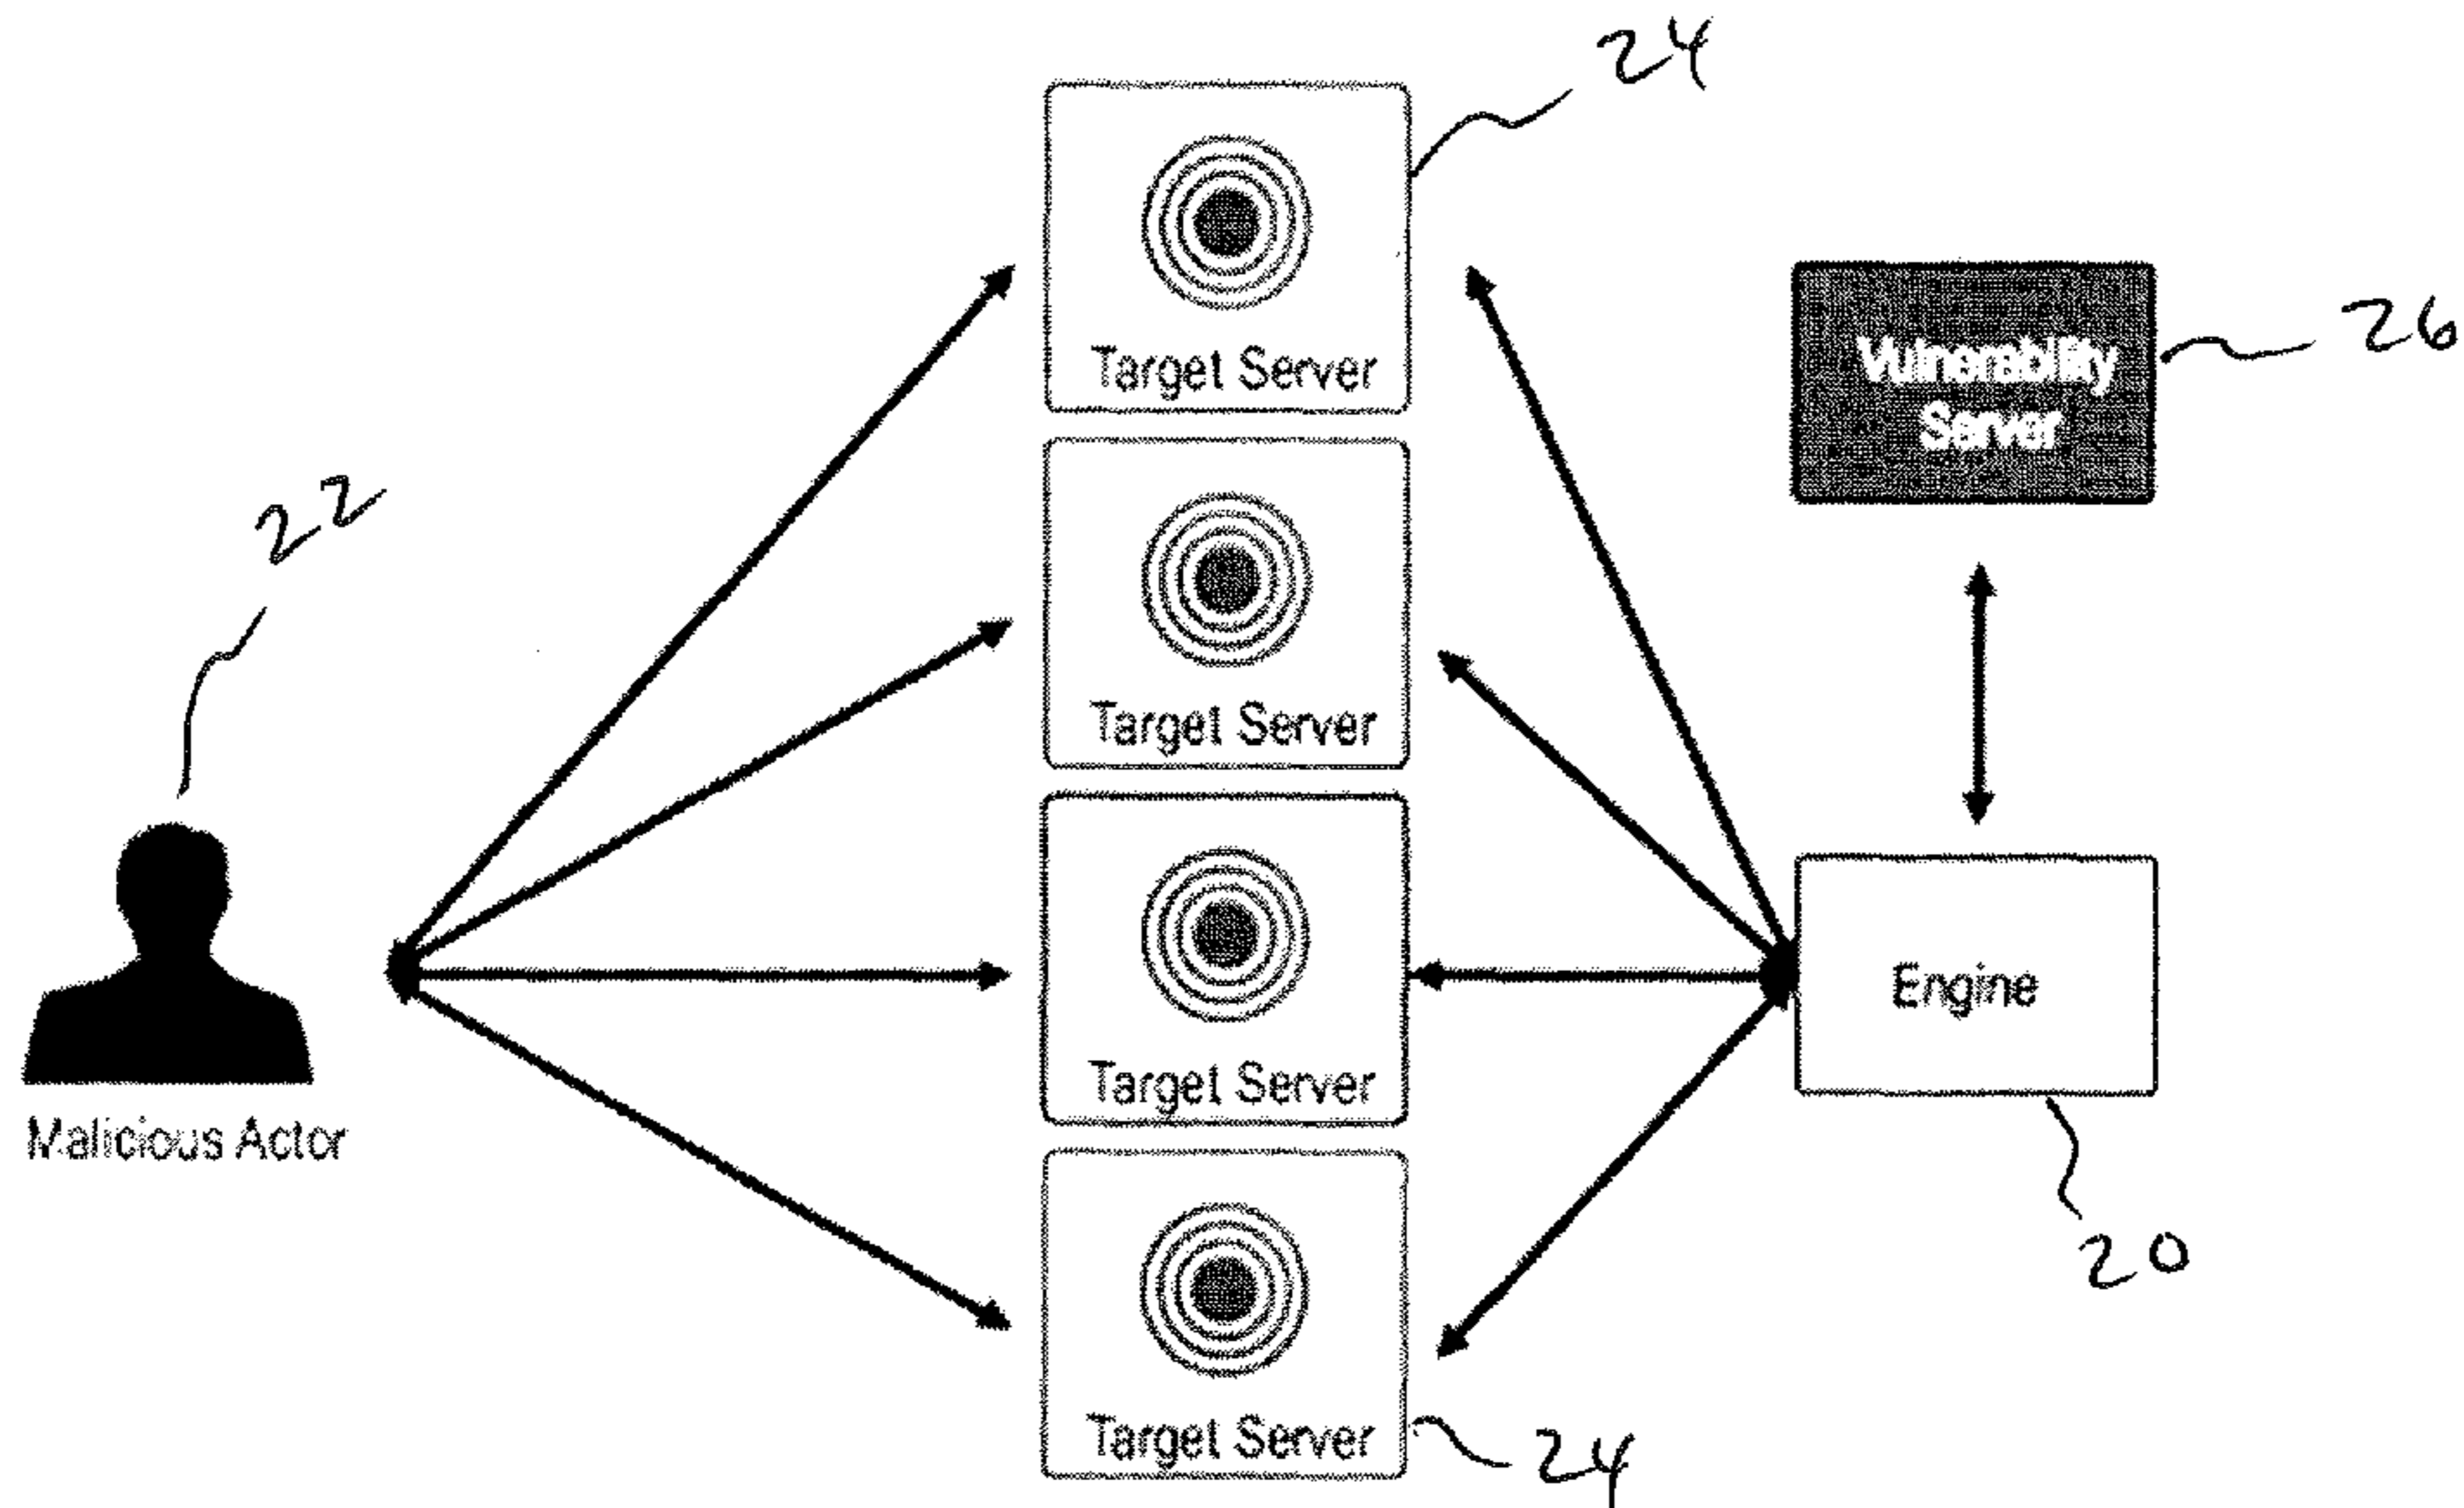 24
Target Server
Vulnerability
Server
26
22
Target Server
Target Server
Engine
Malicious Actor
20
Target Server
24